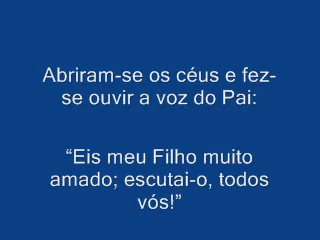 Abriram-se os céus e fez-
se ouvir a voz do Pai:
“Eis meu Filho muito
amado; escutai-o, todos
vós!”